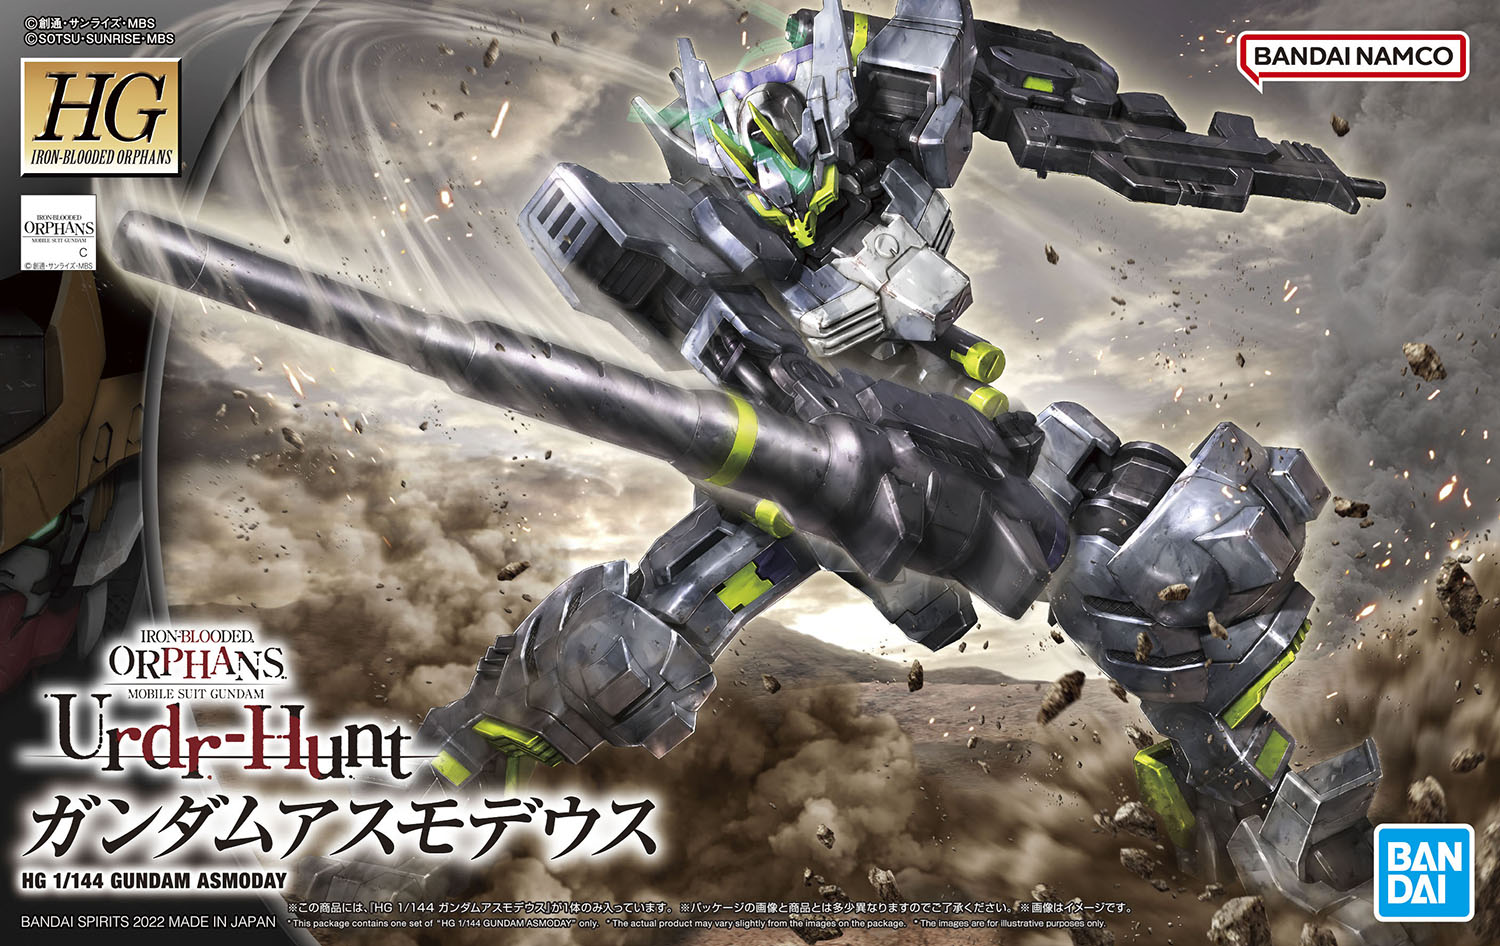 ©創通・サンライズ・MBS
©SOTSU・SUNRISE・MBS
HG
IRON-BLOODED ORPHANS
IRON-BLOODED
ORPHANS
MOBILE SUIT GUNDAM
C
©創通・サンライズ・MBS
BANDAI NAMCO
IRON-BLOODED
ORPHANS
MOBILE SUIT GUNDAM
Urdr-Hunt
ガンダムアスモデウス
HG 1/144 GUNDAM ASMODAY
BANDAI SPIRITS 2022 MADE IN JAPAN
※この商品には、「HG 1/144 ガンダムアスモデウス」が1体のみ入っています。 ※パッケージの画像と商品とは多少異なりますのでご了承ください。 ※画像はイメージです。
*This package contains one set of "HG 1/144 GUNDAM ASMODAY" only. *The actual product may vary slightly from the images on the package. *The images are for illustrative purposes only.
BAN
DAI